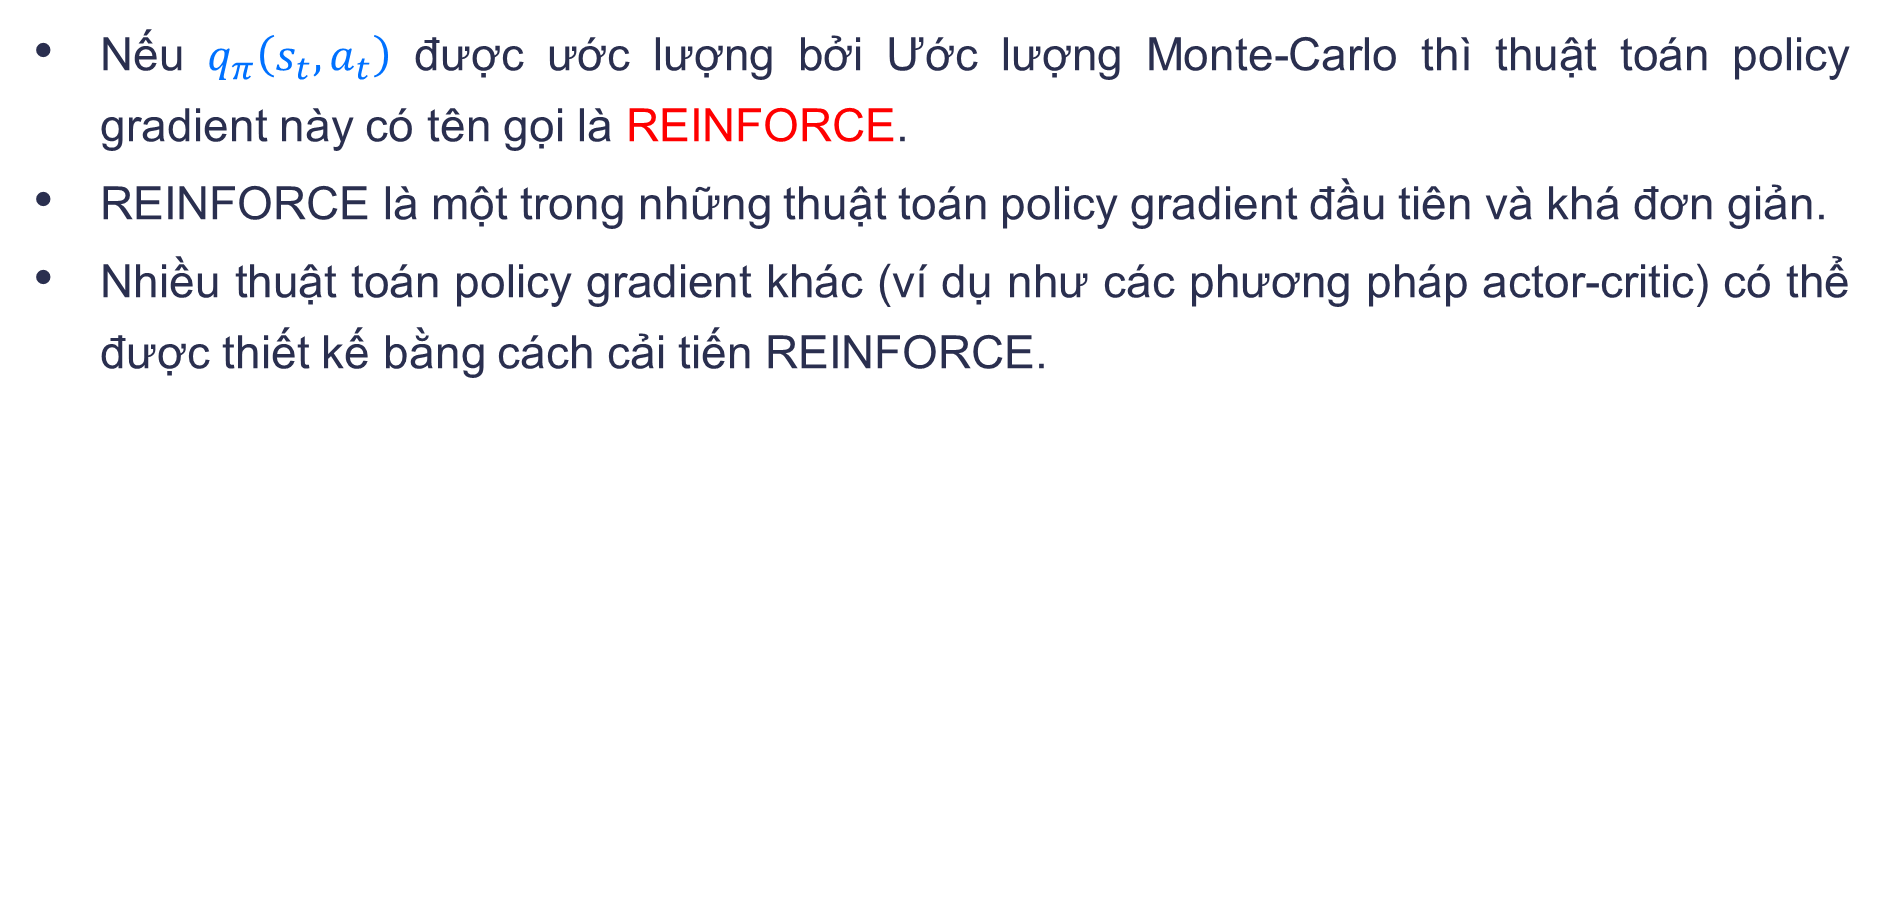 • Nếu qπ(st, at) được ước lượng bởi Ước lượng Monte-Carlo thì thuật toán policy
gradient này có tên gọi là REINFORCE.
• REINFORCE là một trong những thuật toán policy gradient đầu tiên và khá đơn giản.
• Nhiều thuật toán policy gradient khác (ví dụ như các phương pháp actor-critic) có thể
được thiết kế bằng cách cải tiến REINFORCE.